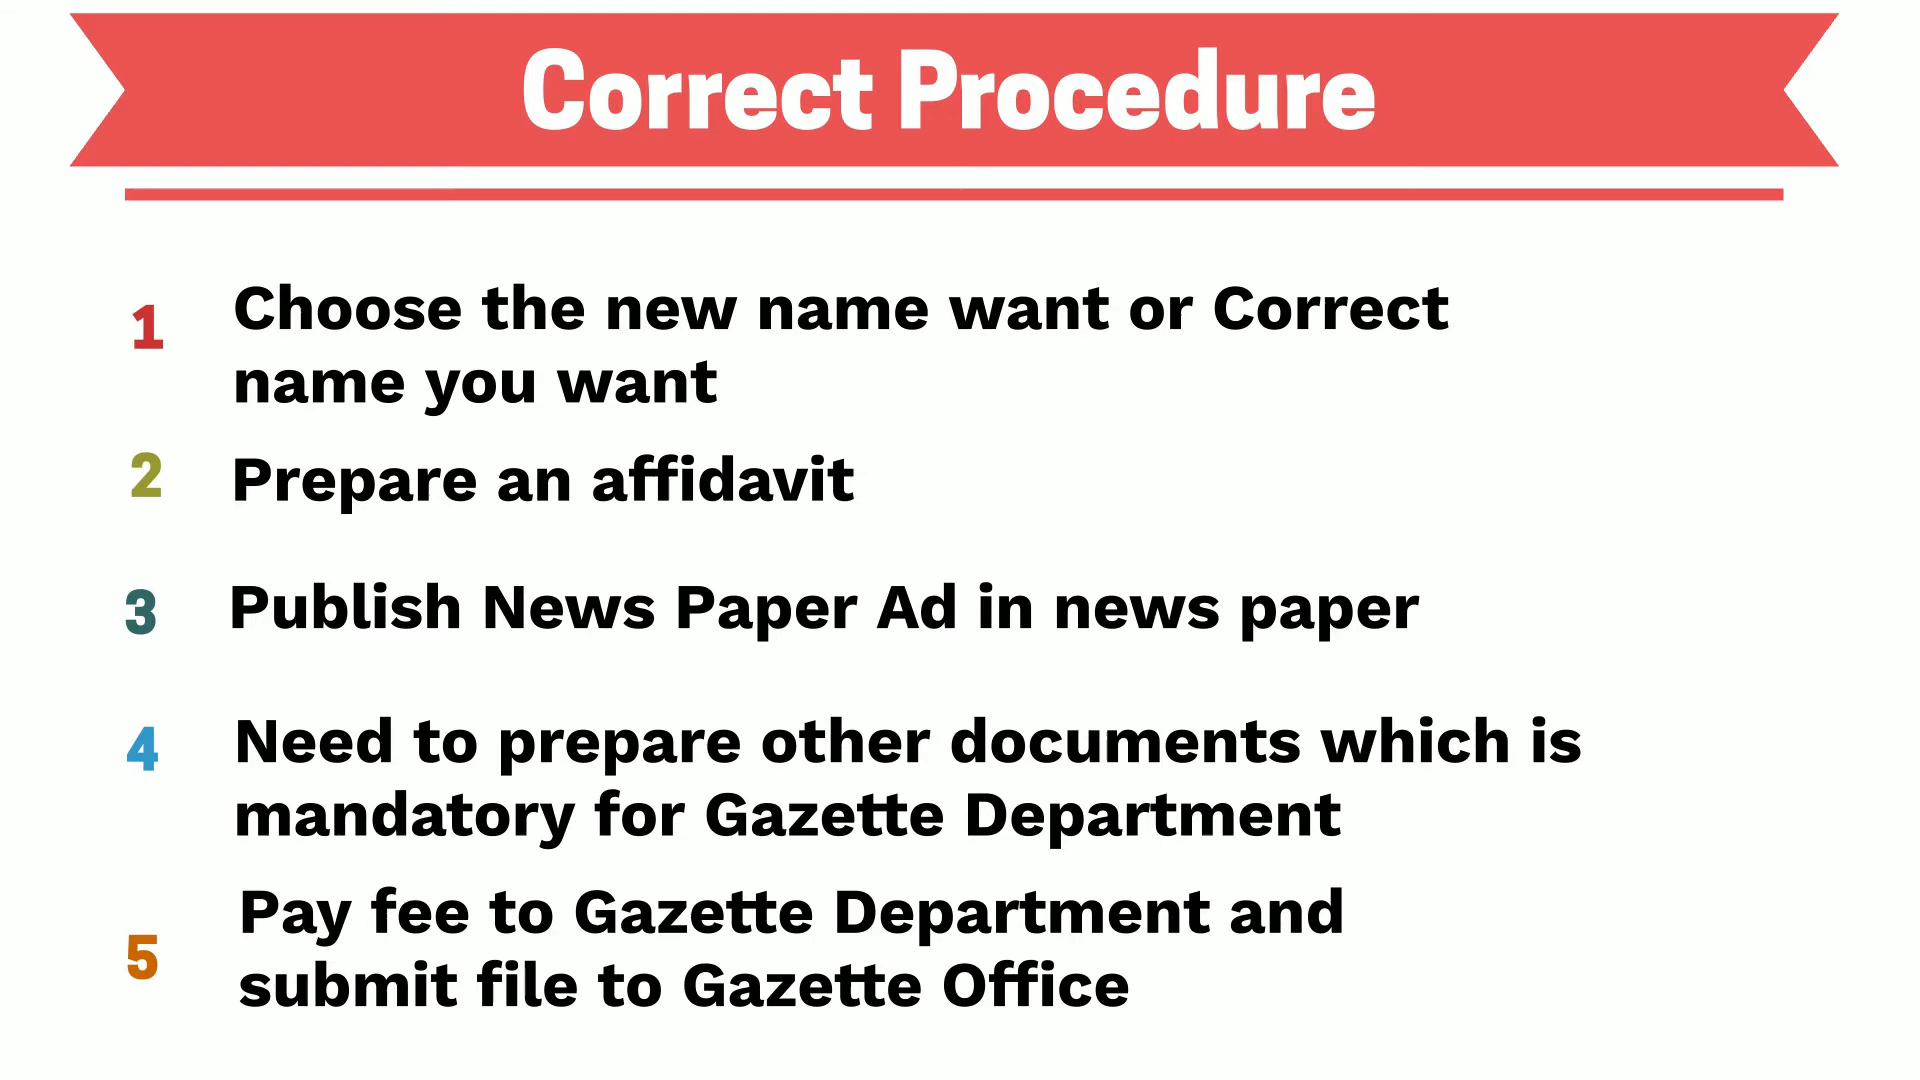 Correct Procedure
1 Choose the new name want or Correct
name you want
2 Prepare an affidavit
3 Publish News Paper Ad in news paper
4 Need to prepare other documents which is
mandatory for Gazette Department
5 Pay fee to Gazette Department and
submit file to Gazette Office